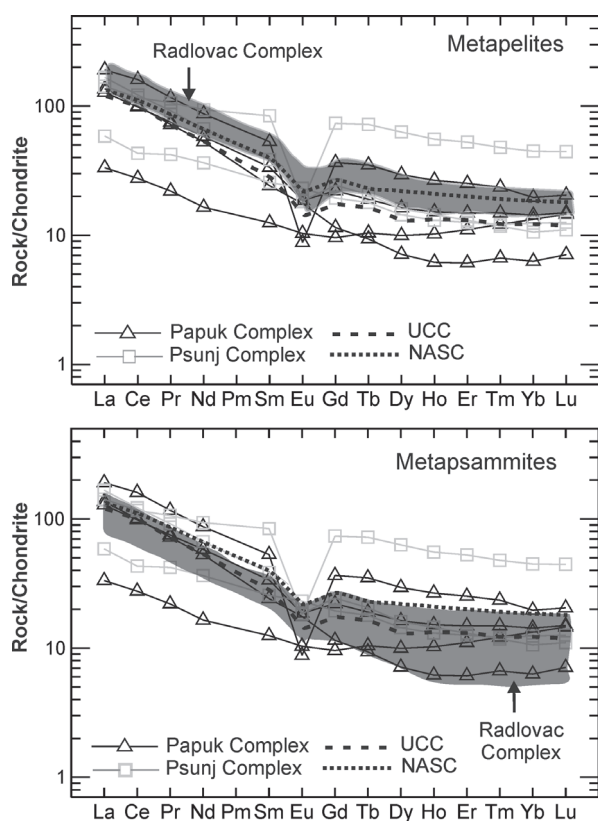 Metapelites
Radlovac Complex
100
10
1
Rock/Chondrite
Papuk Complex
UCC
Psunj Complex
NASC
La Ce Pr Nd Pm Sm Eu Gd Tb Dy Ho Er Tm Yb Lu
Metapsammites
100
10
1
Rock/Chondrite
Radlovac
Complex
Papuk Complex
UCC
Psunj Complex
NASC
La Ce Pr Nd Pm Sm Eu Gd Tb Dy Ho Er Tm Yb Lu